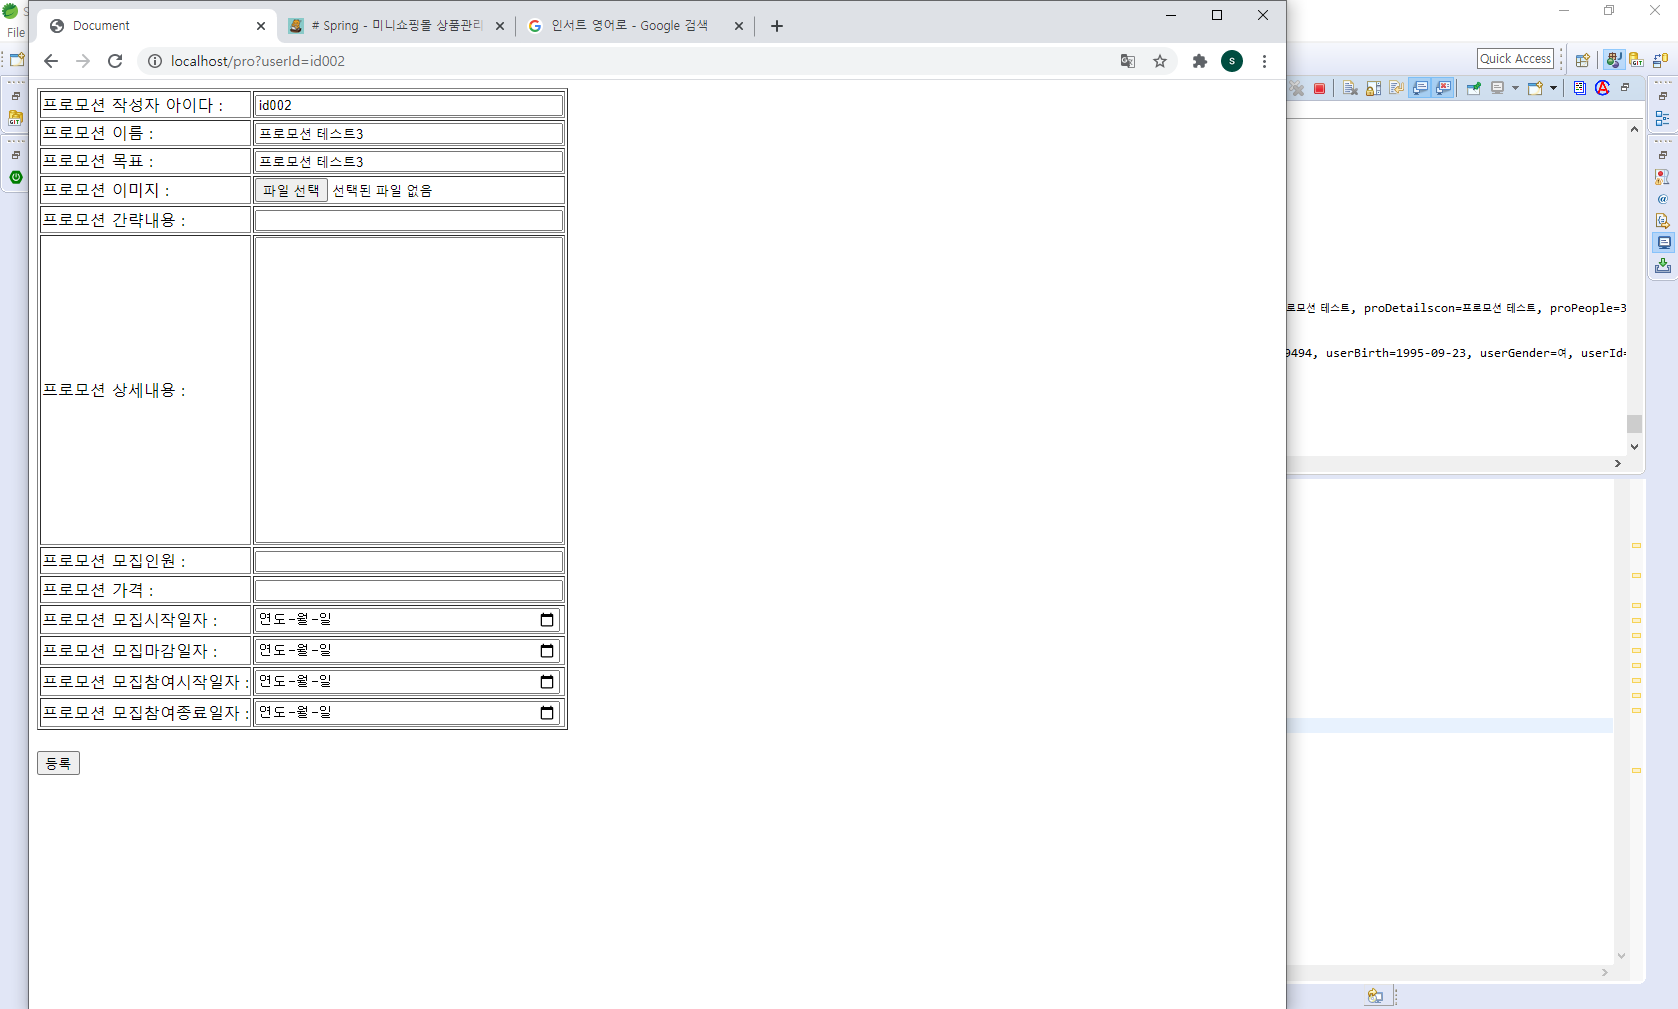 S
File
Document
# Spring - 미니쇼핑몰 상품관리
인서트 영어로 - Google 검색
localhost/pro?userId=id002
S
Quick Access
프로모션 작성자 아이다 :
id002
프로모션 이름 :
프로모션 테스트3
프로모션 목표 :
프로모션 테스트3
프로모션 이미지 :
파일 선택 선택된 파일 없음
프로모션 간략내용 :
프로모션 상세내용 :
프로모션 모집인원 :
프로모션 가격 :
프로모션 모집시작일자 :
연도-월-일
프로모션 모집마감일자 :
연도-월-일
프로모션 모집참여시작일자 :
연도-월-일
프로모션 모집참여종료일자 :
연도-월-일
등록
로모션 테스트, proDetailscon=프로모션 테스트, proPeople=3
9494, userBirth=1995-09-23, userGender=여, userId=
GIT
GIT